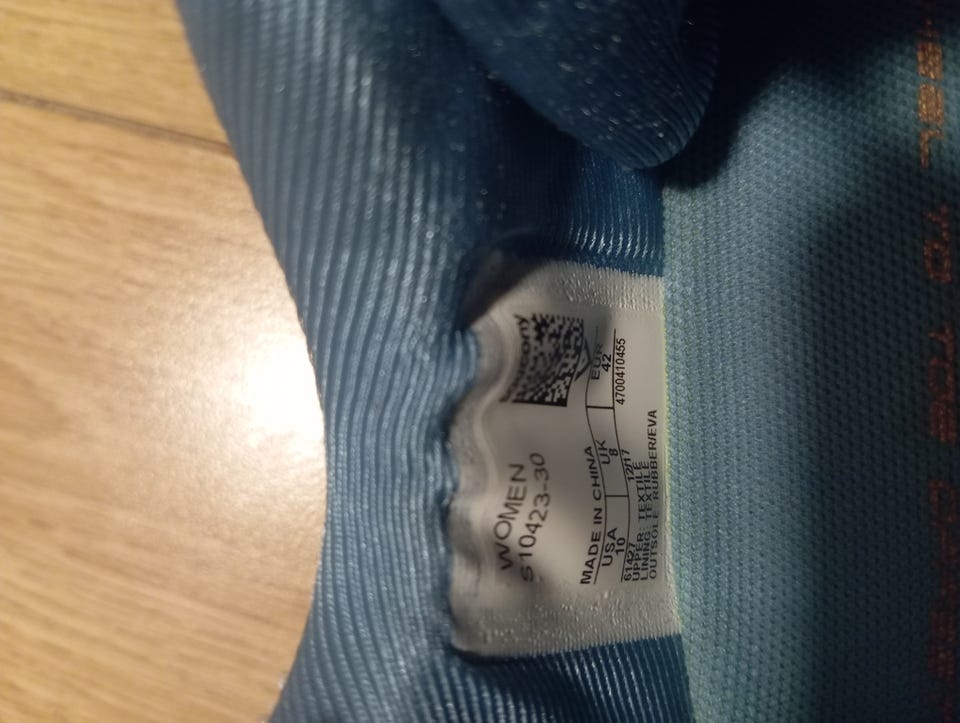 WOMEN
S10423-30
MADE IN CHINA
USA UK EUR
10 8 42
61427 12/17 4700410455
UPPER: TEXTILE
LINING: TEXTILE
OUTSOLE RUBBER/EVA